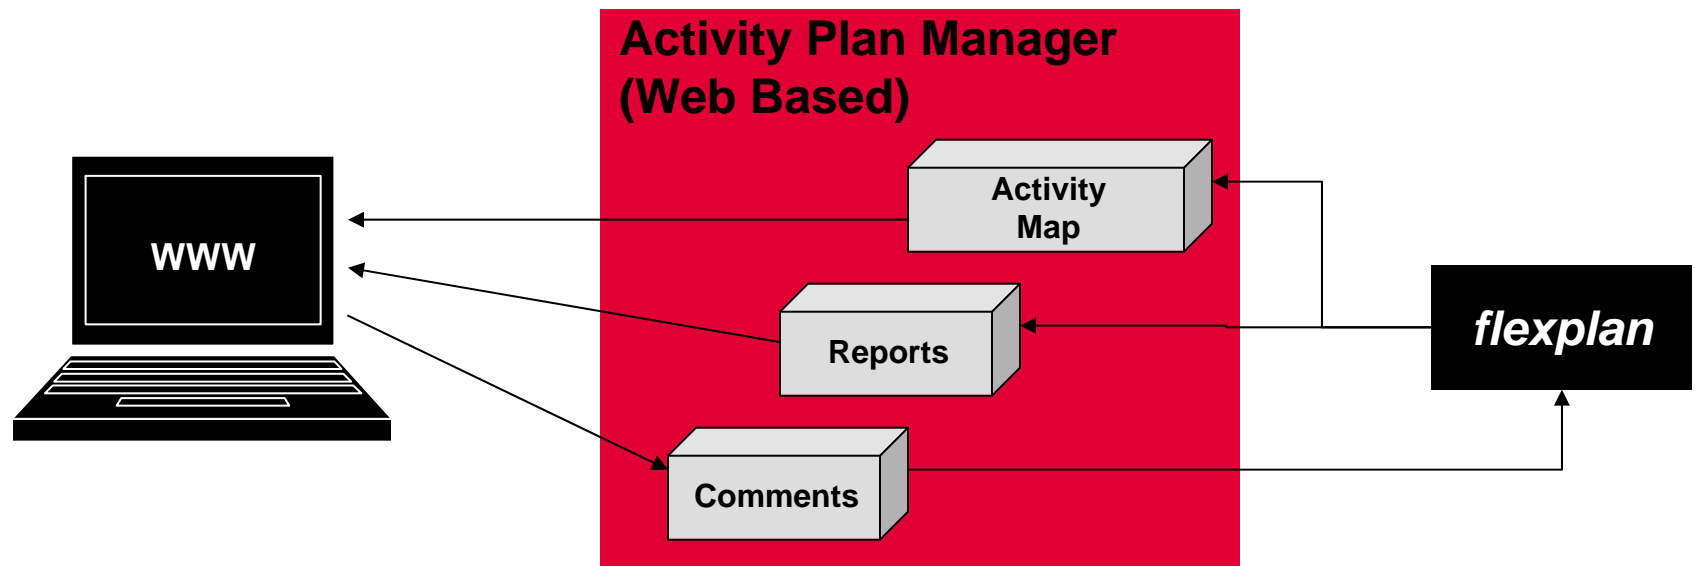 Activity Plan Manager
(Web Based)
Activity
Map
www
flexplan
Reports
Comments